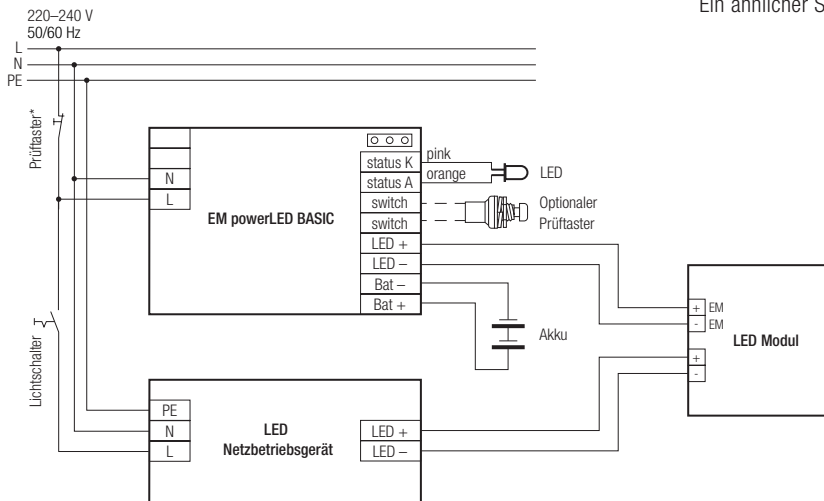 Ein ähnlicher S
220–240 V
50/60 Hz
L
N
PE
Prüftaster*
EM powerLED BASIC
N
L
status K
status A
switch
switch
LED +
LED –
Bat –
Bat +
pink
orange
LED
Optionaler
Prüftaster
Akku
+ EM
- EM
+
-
LED Modul
Lichtschalter
PE
N
L
LED
Netzbetriebsgerät
LED +
LED –